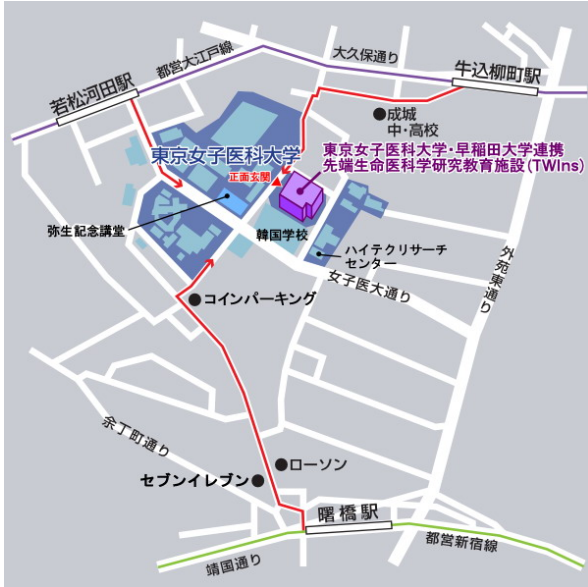 大久保通り
都営大江戸線
若松河田駅
牛込柳町駅
成城
中・高校
東京女子医科大学
東京女子医科大学・早稲田大学連携
先端生命医科学研究教育施設(TWIns)
正面玄関
弥生記念講堂
韓国学校
ハイテクリサーチ
センター
外苑東通り
女子医大通り
コインパーキング
余丁町通り
ローソン
セブンイレブン
曙橋駅
都営新宿線
靖国通り